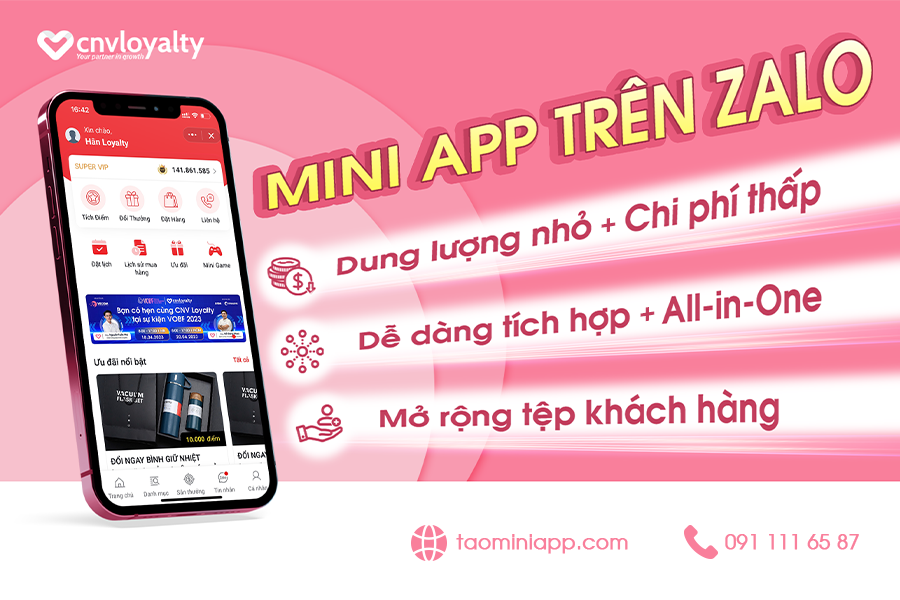 cnvloyalty
Your partner in growth
MINI APP TRÊN ZALO
Dung lượng nhỏ + Chi phí thấp
Dễ dàng tích hợp + All-in-One
Mở rộng tệp khách hàng
16:42
Xin chào,
Hân Loyalty
SUPER VIP
141.861.585
Tích Điểm
Đổi Thưởng
Đặt Hàng
Liên hệ
Đặt lịch
Lịch sử mua hàng
Ưu đãi
Mini Game
Bạn có hẹn cùng CNV Loyalty
tại sự kiện VOBF 2023
Ưu đãi nổi bật
Tất cả
VACUUM
FLASK SET
10.000 điểm
ĐỔI NGAY BÌNH GIỮ NHIỆT
ĐỔI NGA
Trang chủ
Danh mục
Săn thưởng
Tin nhắn
Cá nhân
taominiapp.com
091 111 65 87